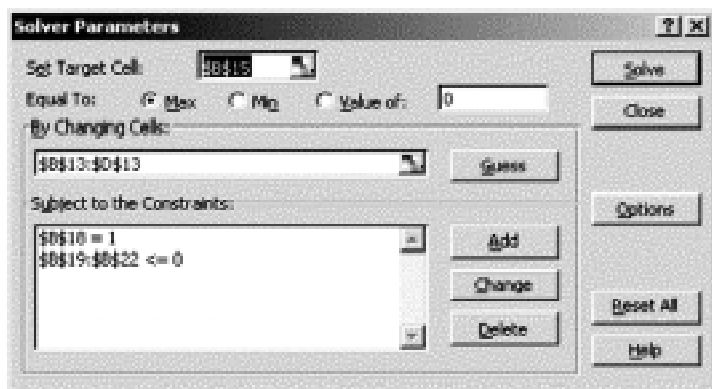 Solver Parameters
Set Target Cell: $B$15
Solve
Equal To: Max Min Value of: 0
Close
By Changing Cells:
$B$13:$D$13
Guess
Subject to the Constraints:
Options
$B$18 = 1
Add
$B$19:$B$22 <= 0
Change
Reset All
Delete
Help